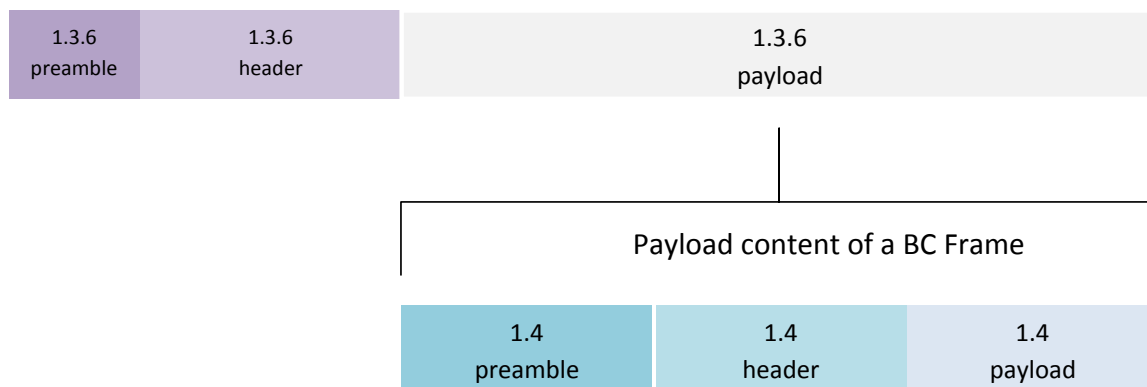 1.3.6
preamble
1.3.6
header
1.3.6
payload
Payload content of a BC Frame
1.4
preamble
1.4
header
1.4
payload